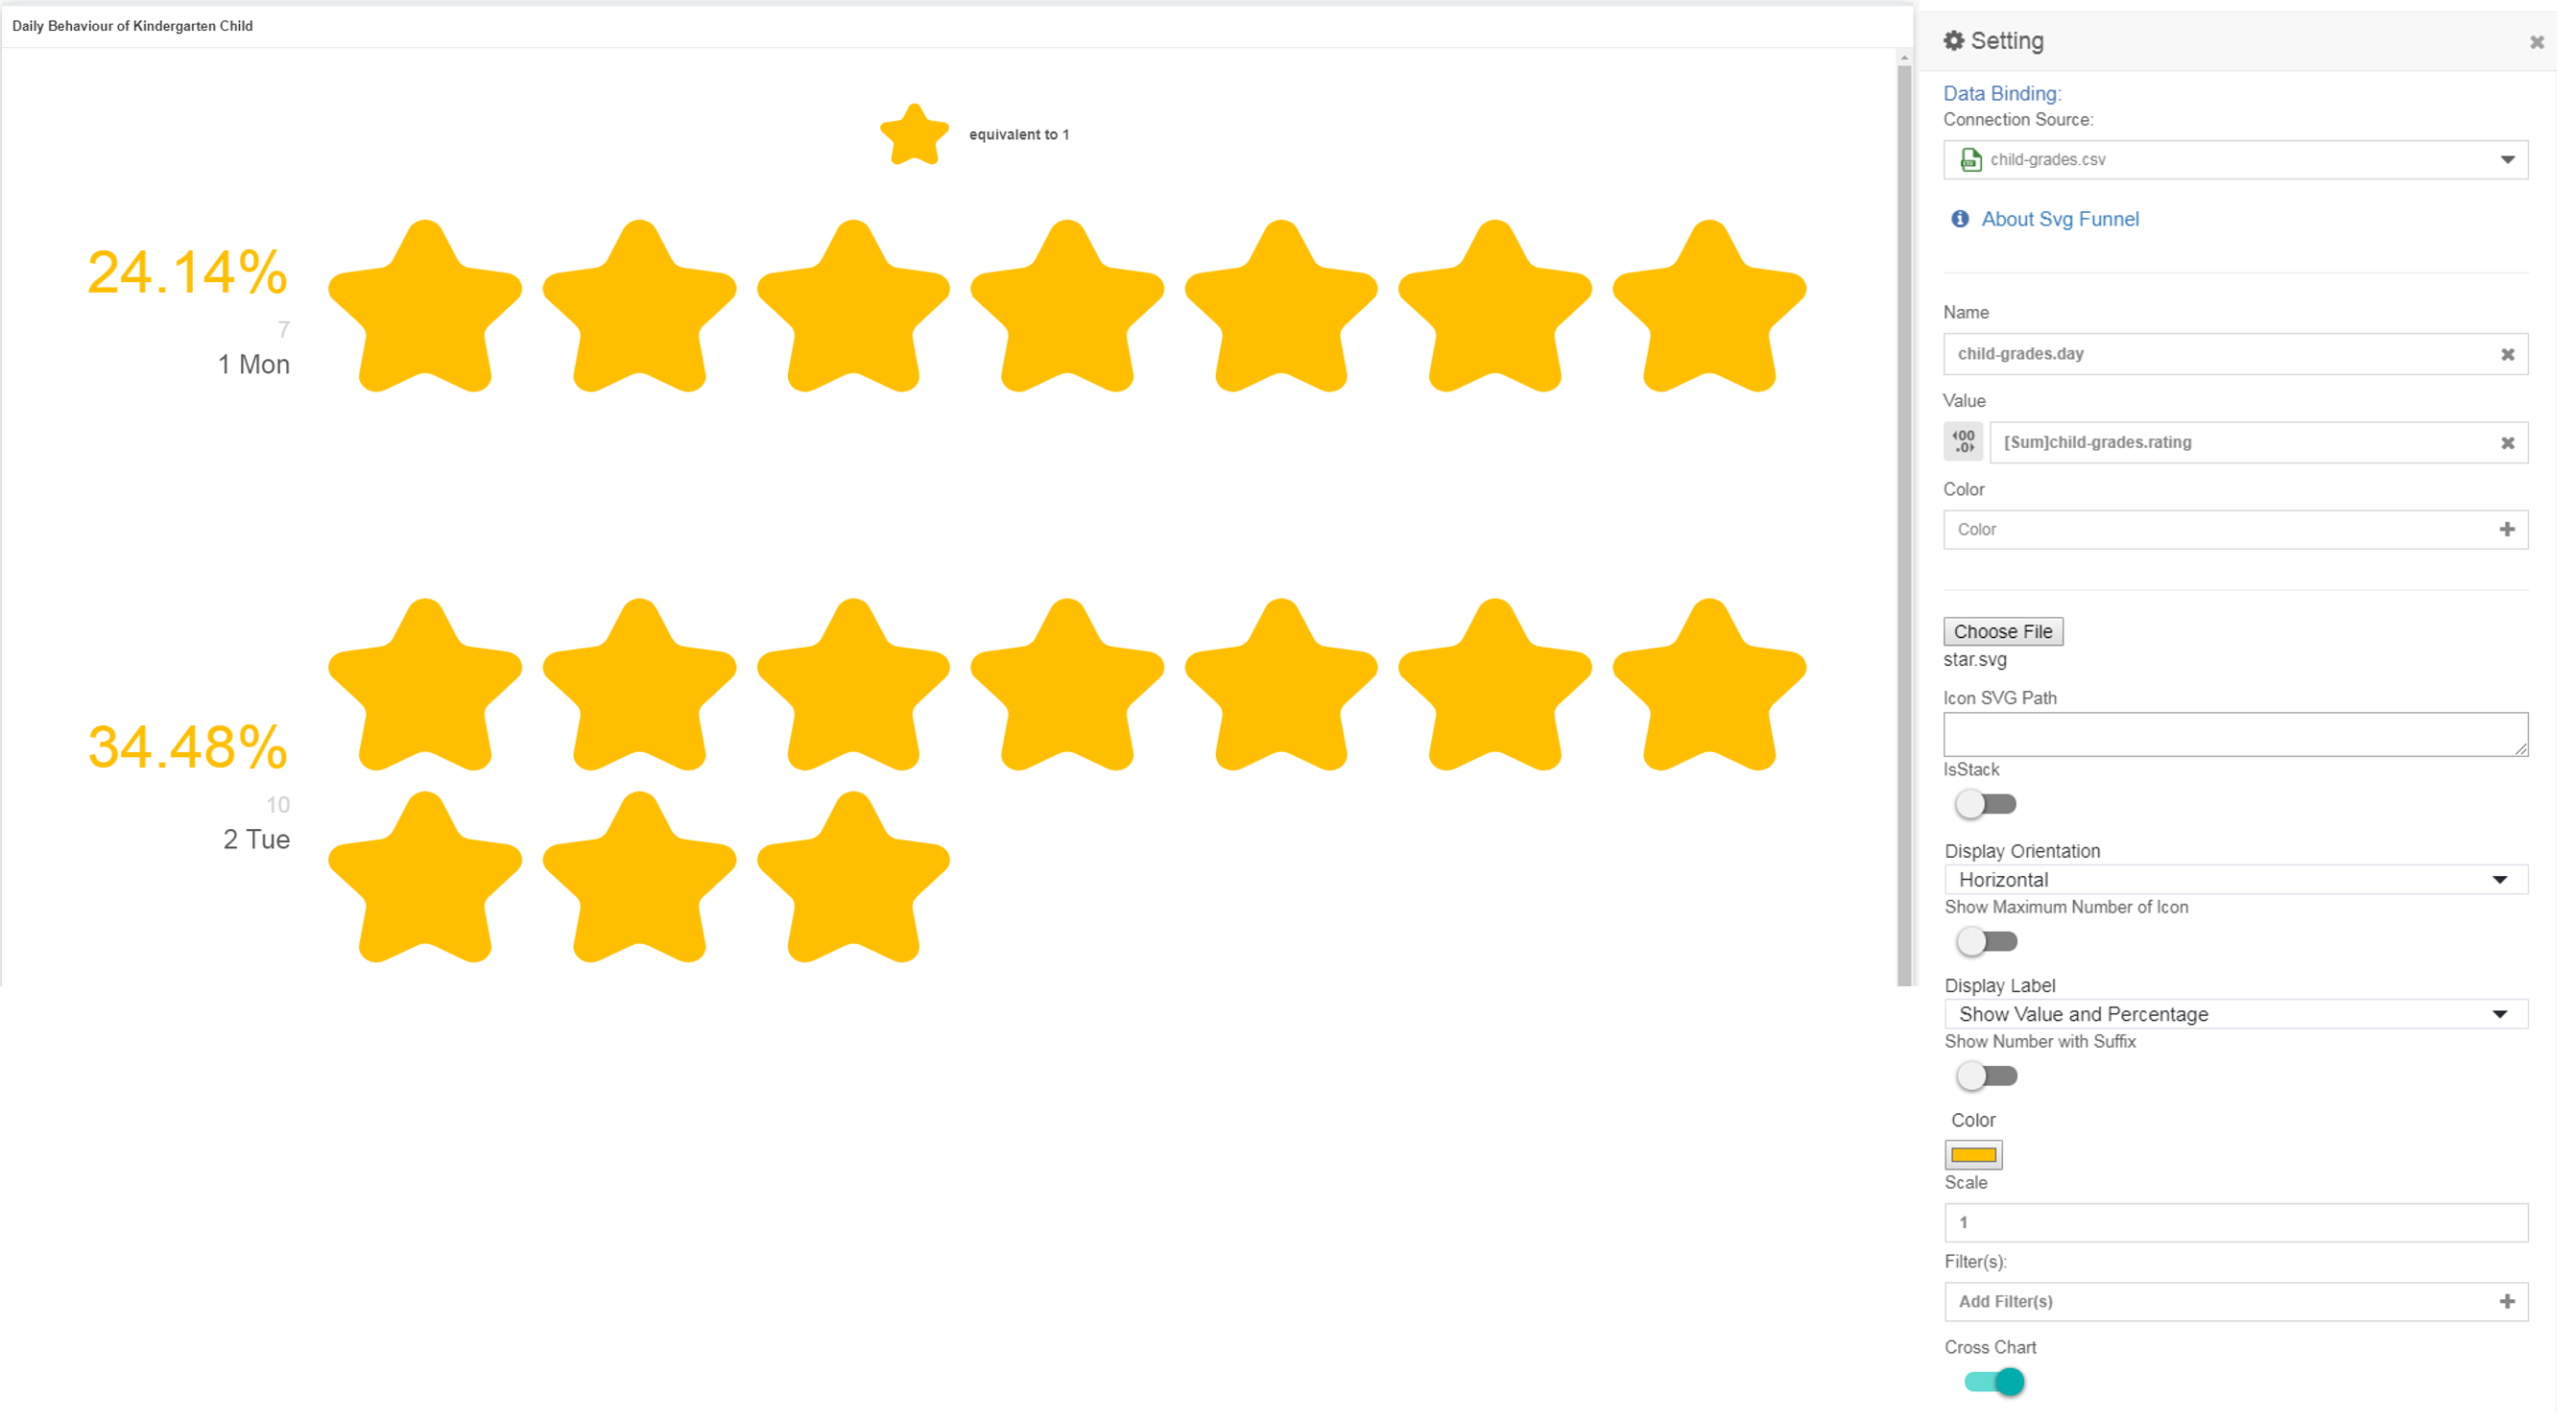 Daily Behaviour of Kindergarten Child
equivalent to 1
24.14%
7
1 Mon
34.48%
10
2 Tue
Setting
Data Binding:
Connection Source:
child-grades.csv
About Svg Funnel
Name
child-grades.day
Value
[Sum]child-grades.rating
Color
Color
Choose File
star.svg
Icon SVG Path
IsStack
Display Orientation
Horizontal
Show Maximum Number of Icon
Display Label
Show Value and Percentage
Show Number with Suffix
Color
Scale
1
Filter(s):
Add Filter(s)
Cross Chart